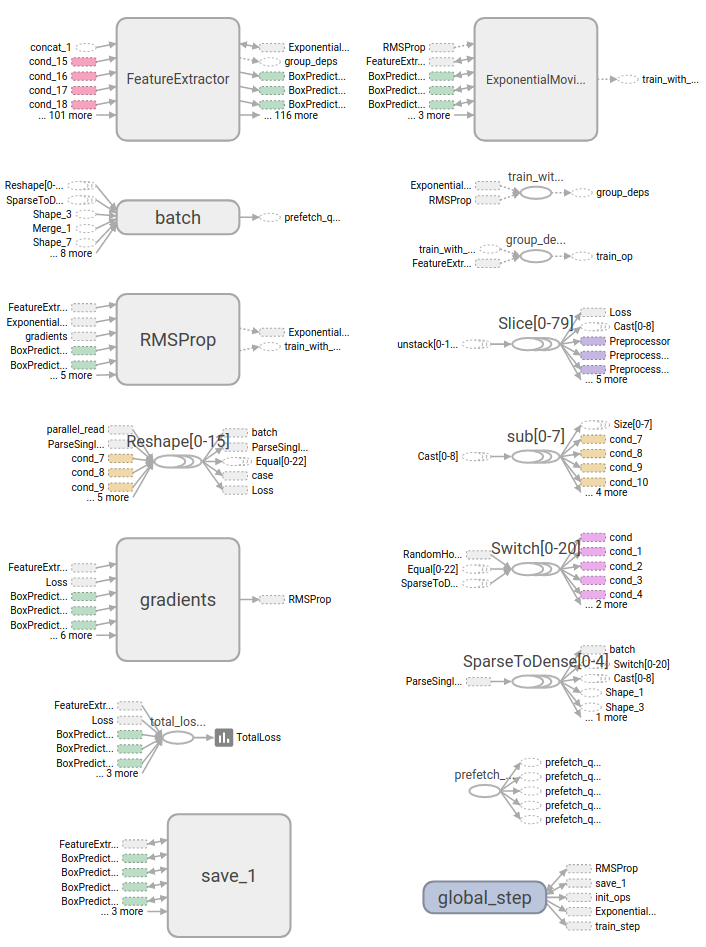 concat_1
cond_15
cond_16
cond_17
cond_18
... 101 more
FeatureExtractor
Exponential...
group_deps
BoxPredict...
BoxPredict...
BoxPredict...
... 116 more
RMSProp
FeatureExtr...
BoxPredict...
BoxPredict...
BoxPredict...
... 3 more
ExponentialMovi...
train_with_...
Reshape[0-...
SparseToD...
Shape_3
Merge_1
Shape_7
... 8 more
batch
prefetch_q...
train_wit...
Exponential...
RMSProp
group_deps
group_de...
train_with_...
FeatureExtr...
train_op
FeatureExtr...
Exponential...
gradients
BoxPredict...
BoxPredict...
... 5 more
RMSProp
Exponential...
train_with_...
unstack[0-1...
Slice[0-79]
Loss
Cast[0-8]
Preprocessor
Preprocess...
Preprocess...
... 5 more
parallel_read
ParseSingl...
cond_7
cond_8
cond_9
... 5 more
Reshape[0-15]
batch
ParseSingl...
Equal[0-22]
case
Loss
Cast[0-8]
sub[0-7]
Size[0-7]
cond_7
cond_8
cond_9
cond_10
... 4 more
FeatureExtr...
Loss
BoxPredict...
BoxPredict...
BoxPredict...
... 6 more
gradients
RMSProp
RandomHo...
Equal[0-22]
SparseToD...
Switch[0-20]
cond
cond_1
cond_2
cond_3
cond_4
... 2 more
ParseSingl...
SparseToDense[0-4]
batch
Switch[0-20]
Cast[0-8]
Shape_1
Shape_3
... 1 more
FeatureExtr...
Loss
BoxPredict...
BoxPredict...
BoxPredict...
... 3 more
total_los...
TotalLoss
prefetch_...
prefetch_q...
prefetch_q...
prefetch_q...
prefetch_q...
prefetch_q...
FeatureExtr...
BoxPredict...
BoxPredict...
BoxPredict...
BoxPredict...
... 3 more
save_1
global_step
RMSProp
save_1
init_ops
Exponential...
train_step